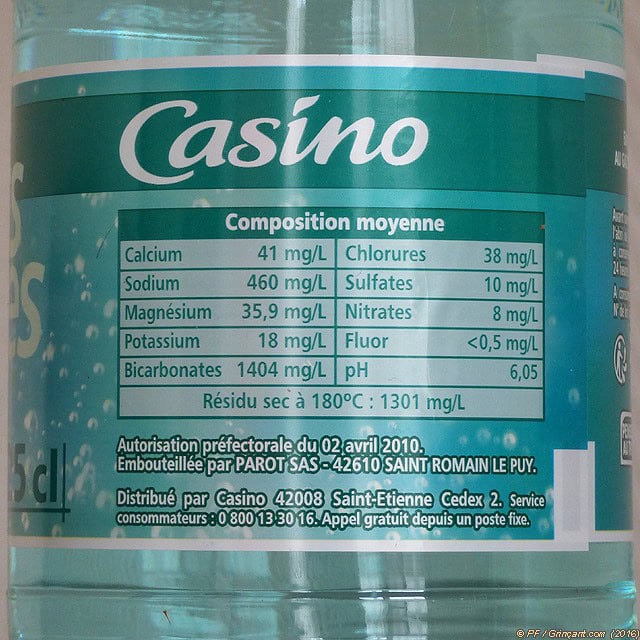 Casino
Composition moyenne
Calcium 41 mg/L Chlorures 38 mg/L
Sodium 460 mg/L Sulfates 10 mg/L
Magnésium 35,9 mg/L Nitrates 8 mg/L
Potassium 18 mg/L Fluor <0,5 mg/L
Bicarbonates 1404 mg/L pH 6,05
Résidu sec à 180ºC : 1301 mg/L
Autorisation préfectorale du 02 avril 2010.
Embouteillée par PAROT SAS - 42610 SAINT ROMAIN LE PUY.
Distribué par Casino 42008 Saint-Etienne Cedex 2. Service
consommateurs : 0 800 13 30 16. Appel gratuit depuis un poste fixe.
5 cl
© PF / Grinçant.com (2016)